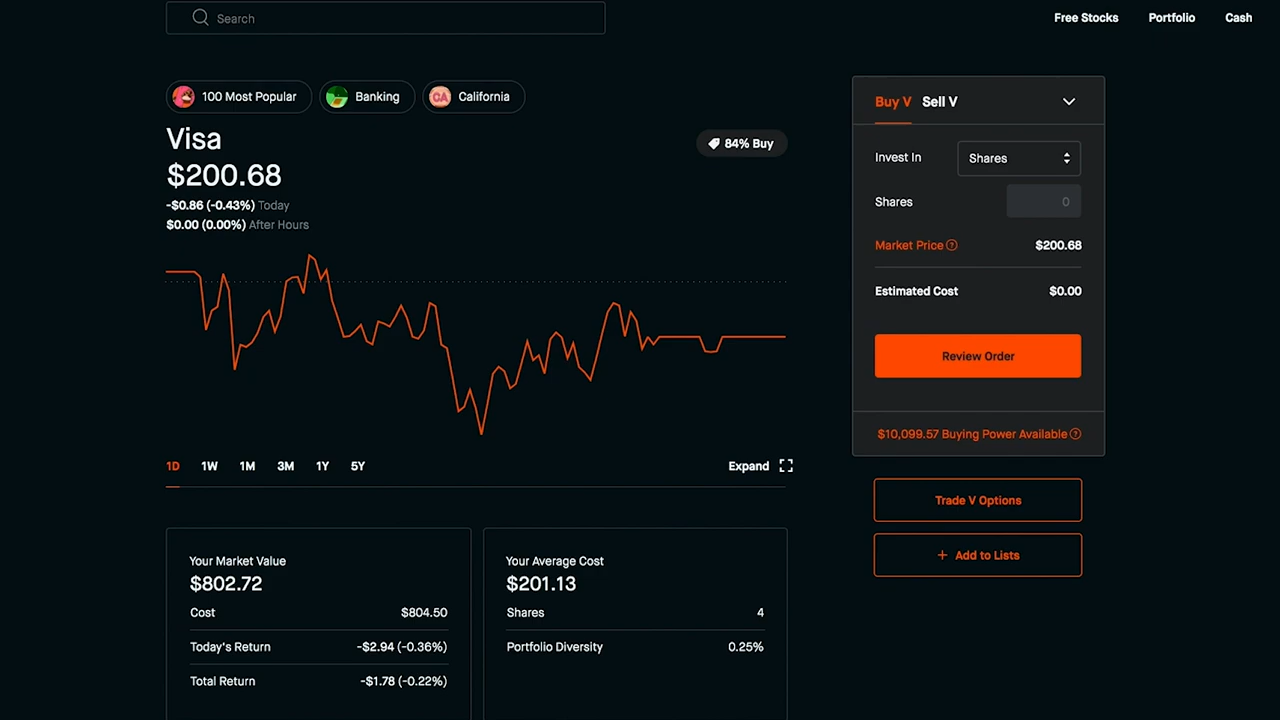 Search
Free Stocks Portfolio Cash
100 Most Popular
Banking
CA California
Visa
$200.68
84% Buy
-$0.86 (-0.43%) Today
$0.00 (0.00%) After Hours
1D 1W 1M 3M 1Y 5Y
Expand
Buy V Sell V
Invest In Shares
Shares 0
Market Price ? $200.68
Estimated Cost $0.00
Review Order
$10,099.57 Buying Power Available ?
Trade V Options
+ Add to Lists
Your Market Value
$802.72
Cost $804.50
Today's Return -$2.94 (-0.36%)
Total Return -$1.78 (-0.22%)
Your Average Cost
$201.13
Shares 4
Portfolio Diversity 0.25%